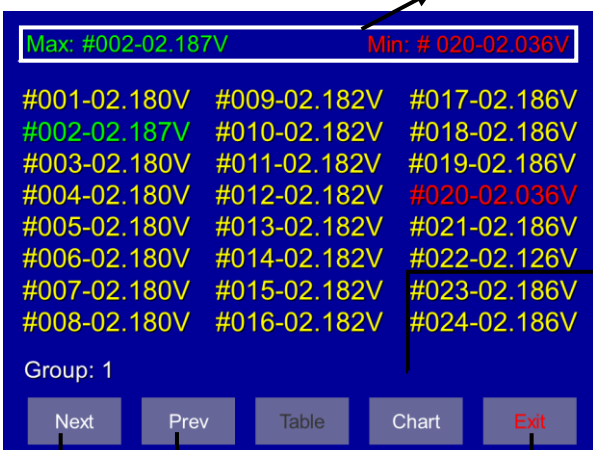 Max: #002-02.187V Min: # 020-02.036V
#001-02.180V #009-02.182V #017-02.186V
#002-02.187V #010-02.182V #018-02.186V
#003-02.180V #011-02.182V #019-02.186V
#004-02.180V #012-02.182V #020-02.036V
#005-02.180V #013-02.182V #021-02.186V
#006-02.180V #014-02.182V #022-02.126V
#007-02.180V #015-02.182V #023-02.186V
#008-02.180V #016-02.182V #024-02.186V
Group: 1
Next Prev Table Chart Exit